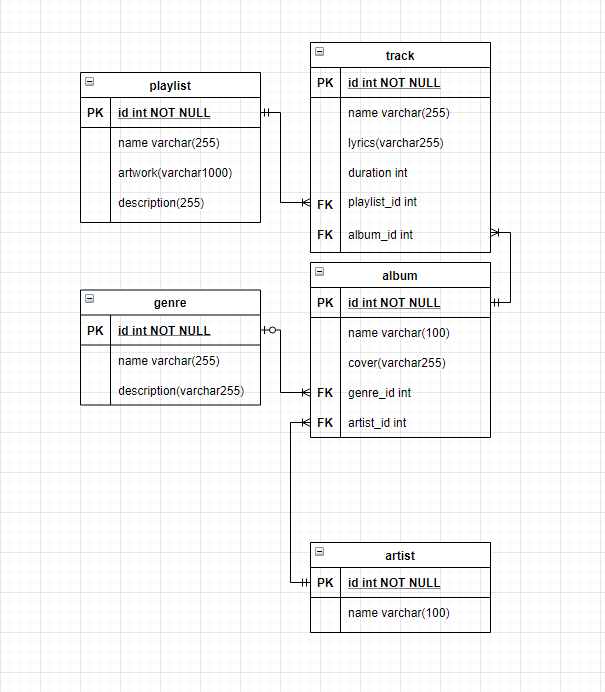 playlist
PK id int NOT NULL
name varchar(255)
artwork(varchar1000)
description(255)
track
PK id int NOT NULL
name varchar(255)
lyrics(varchar255)
duration int
FK playlist_id int
FK album_id int
genre
PK id int NOT NULL
name varchar(255)
description(varchar255)
album
PK id int NOT NULL
name varchar(100)
cover(varchar255)
FK genre_id int
FK artist_id int
artist
PK id int NOT NULL
name varchar(100)